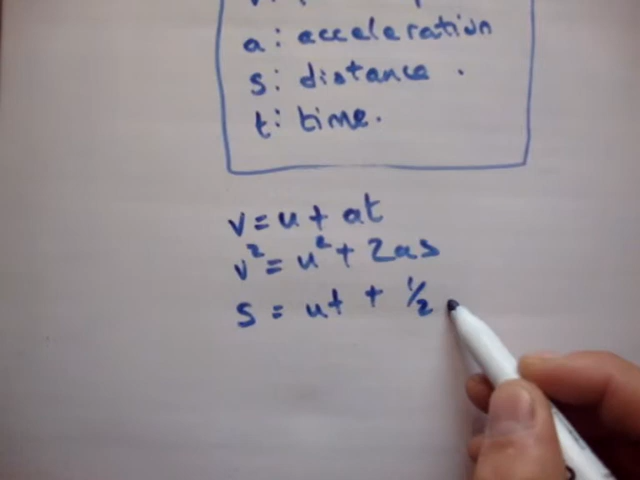 a: acceleration
s: distance.
t: time.
v = u + at
v² = u² + 2as
s = ut + 1/2